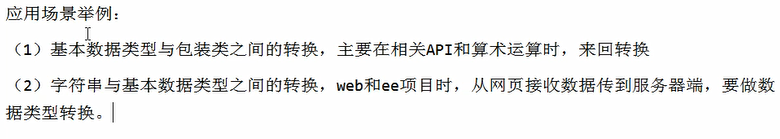 应用场景举例：
（1）基本数据类型与包装类之间的转换，主要在相关API和算术运算时，来回转换
（2）字符串与基本数据类型之间的转换，web和ee项目时，从网页接收数据传到服务器端，要做数
据类型转换。